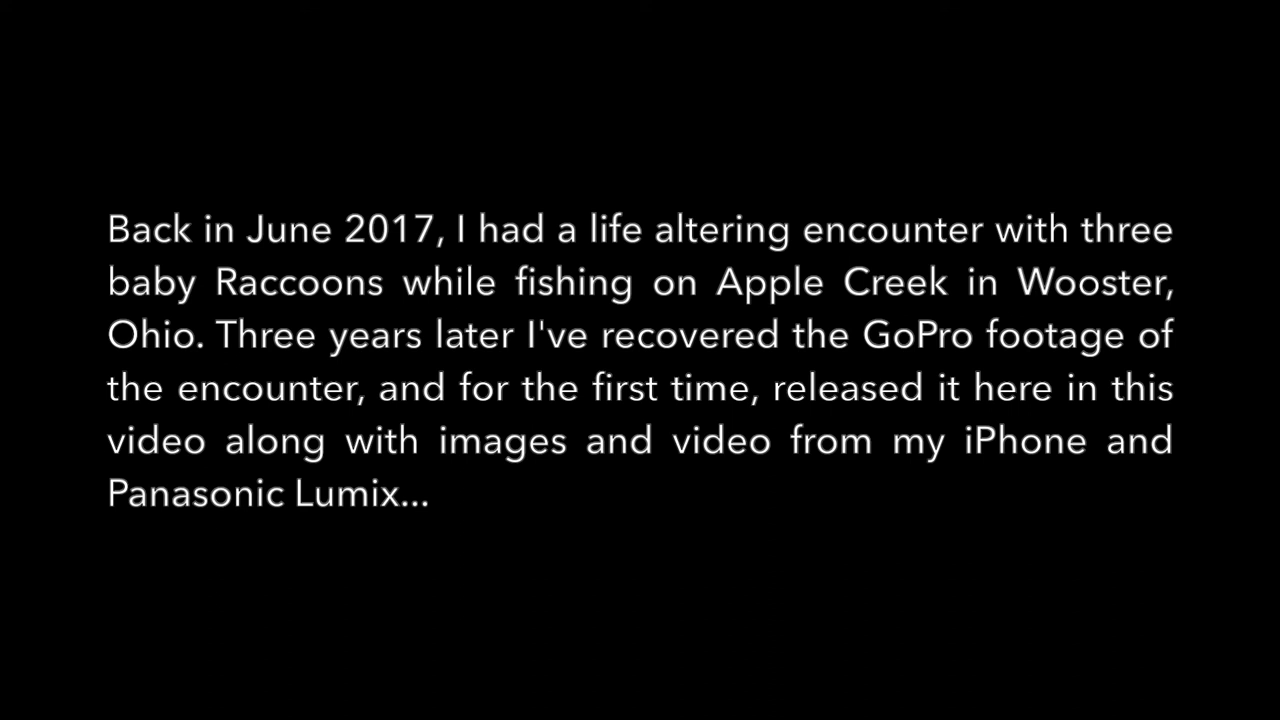 Back in June 2017, I had a life altering encounter with three
baby Raccoons while fishing on Apple Creek in Wooster,
Ohio. Three years later I've recovered the GoPro footage of
the encounter, and for the first time, released it here in this
video along with images and video from my iPhone and
Panasonic Lumix...